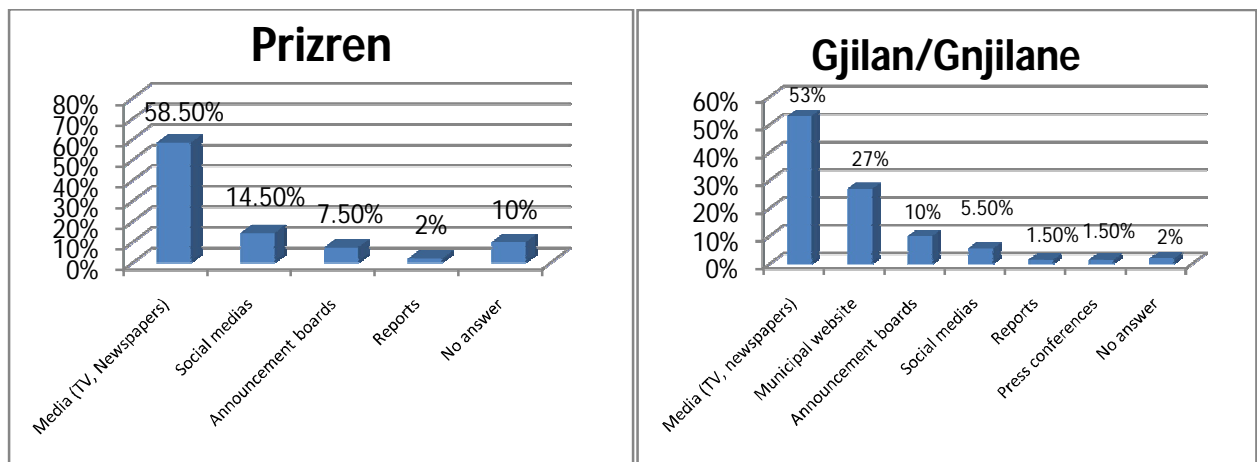 Prizren
80%
70%
60%
50%
40%
30%
20%
10%
0%
58.50%
14.50%
7.50%
2%
10%
Media (TV, Newspapers)
Social medias
Announcement boards
Reports
No answer
Gjilan/Gnjilane
60%
50%
40%
30%
20%
10%
0%
53%
27%
10%
5.50%
1.50%
1.50%
2%
Media (TV, newspapers)
Municipal website
Announcement boards
Social medias
Reports
Press conferences
No answer